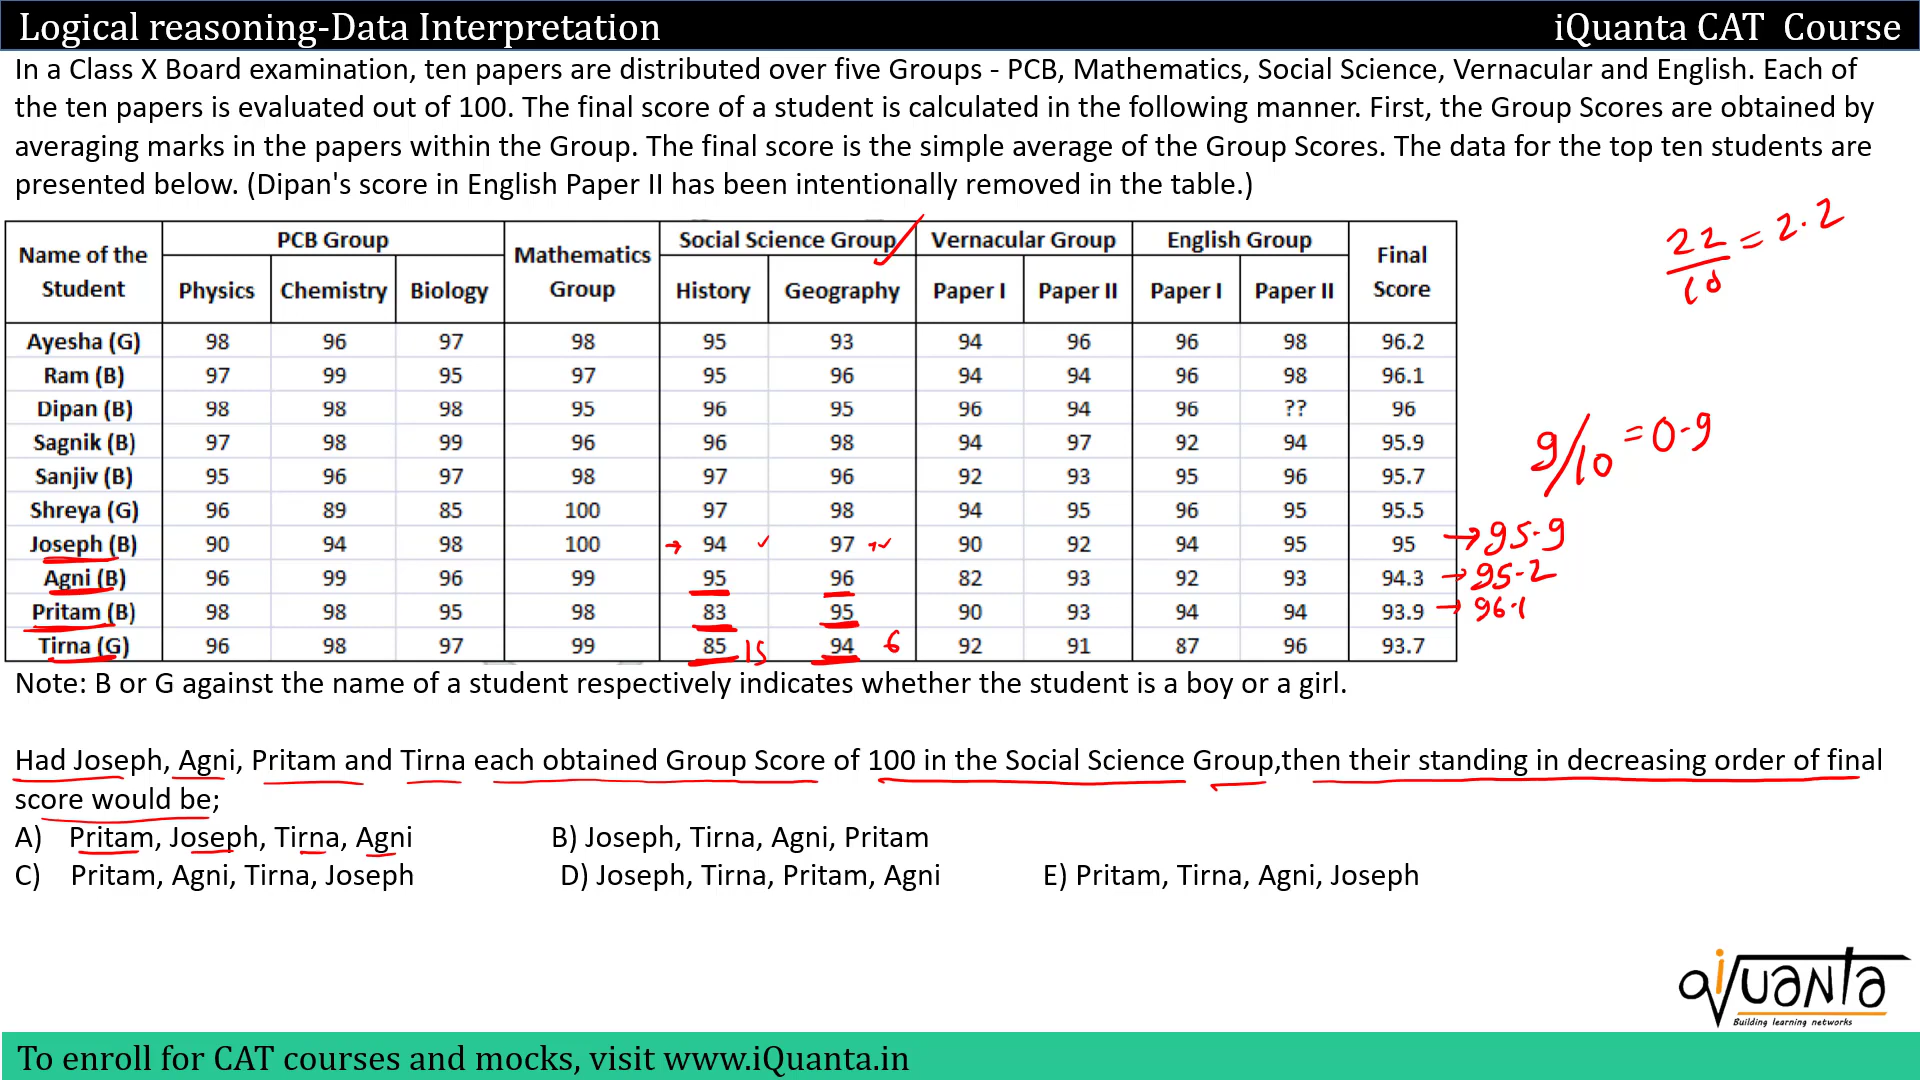 Logical reasoning-Data Interpretation
iQuanta CAT Course
In a Class X Board examination, ten papers are distributed over five Groups - PCB, Mathematics, Social Science, Vernacular and English. Each of
the ten papers is evaluated out of 100. The final score of a student is calculated in the following manner. First, the Group Scores are obtained by
averaging marks in the papers within the Group. The final score is the simple average of the Group Scores. The data for the top ten students are
presented below. (Dipan's score in English Paper II has been intentionally removed in the table.)
Name of the Student PCB Group Mathematics Group Social Science Group Vernacular Group English Group Final Score
Physics Chemistry Biology History Geography Paper I Paper II Paper I Paper II
Ayesha (G) 98 96 97 98 95 93 94 96 96 98 96.2
Ram (B) 97 99 95 97 95 96 94 94 96 98 96.1
Dipan (B) 98 98 98 95 96 95 96 94 96 ?? 96
Sagnik (B) 97 98 99 96 96 98 94 97 92 94 95.9
Sanjiv (B) 95 96 97 98 97 96 92 93 95 96 95.7
Shreya (G) 96 89 85 100 97 98 94 95 96 95 95.5
Joseph (B) 90 94 98 100 94 97 90 92 94 95 95 → 95.9
Agni (B) 96 99 96 99 95 96 82 93 92 93 94.3 → 95.2
Pritam (B) 98 98 95 98 83 95 90 93 94 94 93.9 → 96.1
Tirna (G) 96 98 97 99 85 15 94 6 92 91 87 96 93.7
22/10 = 2.2
9/10 = 0.9
Note: B or G against the name of a student respectively indicates whether the student is a boy or a girl.
Had Joseph, Agni, Pritam and Tirna each obtained Group Score of 100 in the Social Science Group,then their standing in decreasing order of final
score would be;
A) Pritam, Joseph, Tirna, Agni B) Joseph, Tirna, Agni, Pritam
C) Pritam, Agni, Tirna, Joseph D) Joseph, Tirna, Pritam, Agni E) Pritam, Tirna, Agni, Joseph
iQuanta
Building learning networks
To enroll for CAT courses and mocks, visit www.iQuanta.in